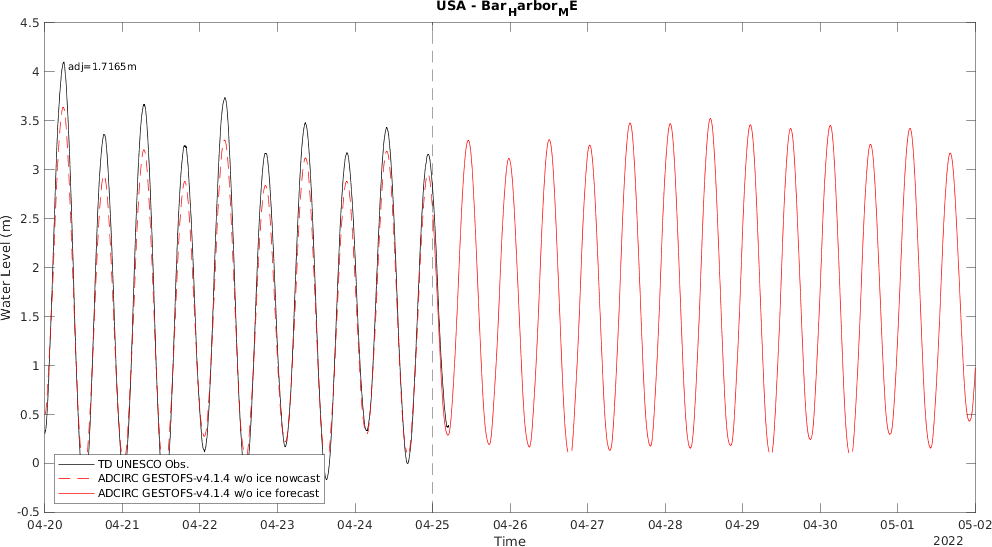 USA - Bar_Harbor_ME
4.5
adj=1.7165m
4
3.5
3
2.5
2
1.5
1
0.5
0
-0.5
Water Level (m)
TD UNESCO Obs.
ADCIRC GESTOFS-v4.1.4 w/o ice nowcast
ADCIRC GESTOFS-v4.1.4 w/o ice forecast
04-20 04-21 04-22 04-23 04-24 04-25 04-26 04-27 04-28 04-29 04-30 05-01 05-02
Time
2022